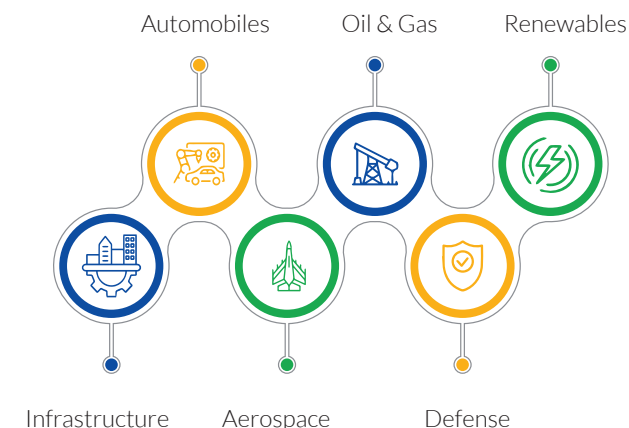 Automobiles
Oil & Gas
Renewables
Infrastructure
Aerospace
Defense